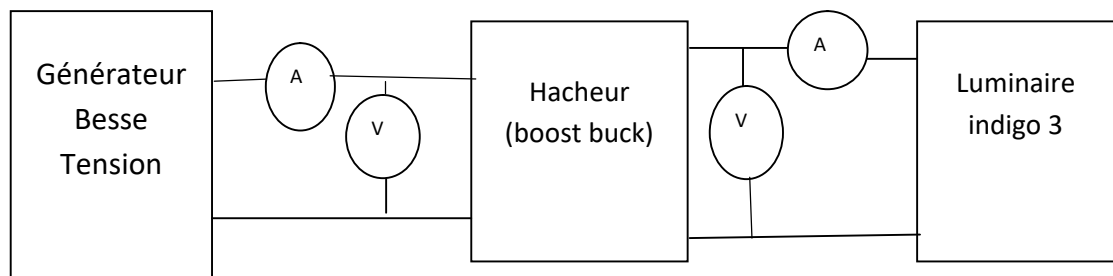 Générateur
Besse
Tension
A
V
Hacheur
(boost buck)
V
A
Luminaire
indigo 3